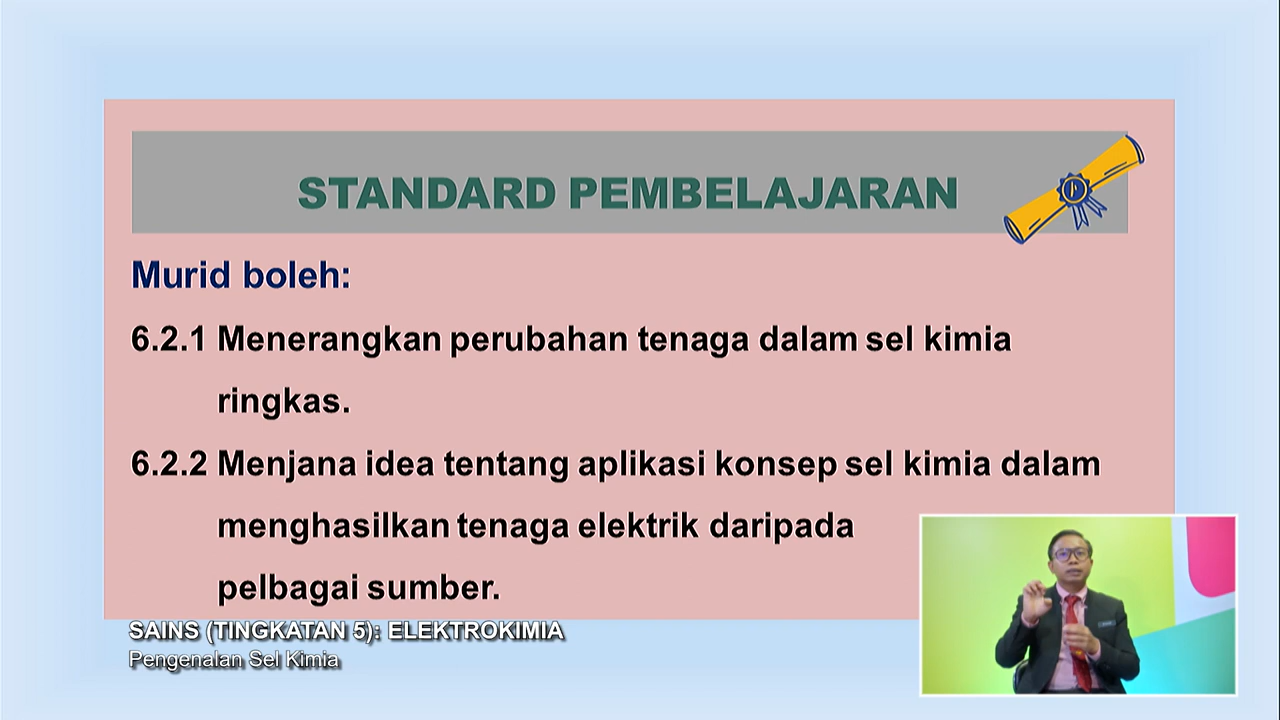 STANDARD PEMBELAJARAN
Murid boleh:
6.2.1 Menerangkan perubahan tenaga dalam sel kimia
ringkas.
6.2.2 Menjana idea tentang aplikasi konsep sel kimia dalam
menghasilkan tenaga elektrik daripada
pelbagai sumber.
SAINS (TINGKATAN 5): ELEKTROKIMIA
Pengenalan Sel Kimia